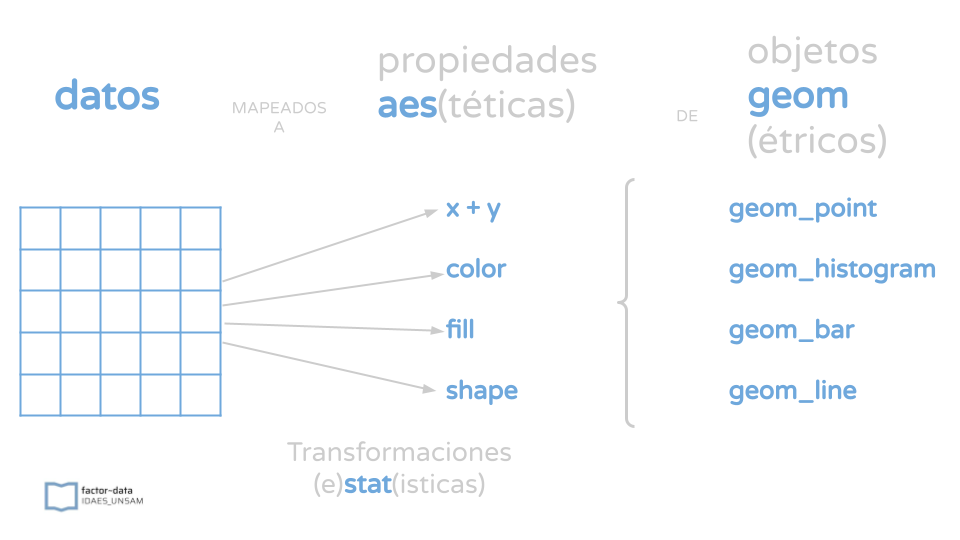 datos
MAPEADOS
A
propiedades
aes(téticas)
DE
objetos
geom
(étricos)
x + y
color
fill
shape
geom_point
geom_histogram
geom_bar
geom_line
Transformaciones
(e)stat(isticas)
factor~data
IDAES_UNSAM